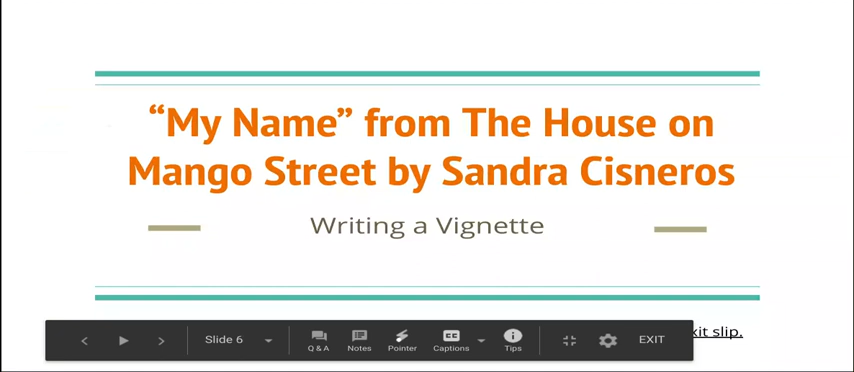 “My Name” from The House on
Mango Street by Sandra Cisneros
Writing a Vignette
xit slip.
Slide 6
Q & A
Notes
Pointer
CC
Captions
Tips
EXIT